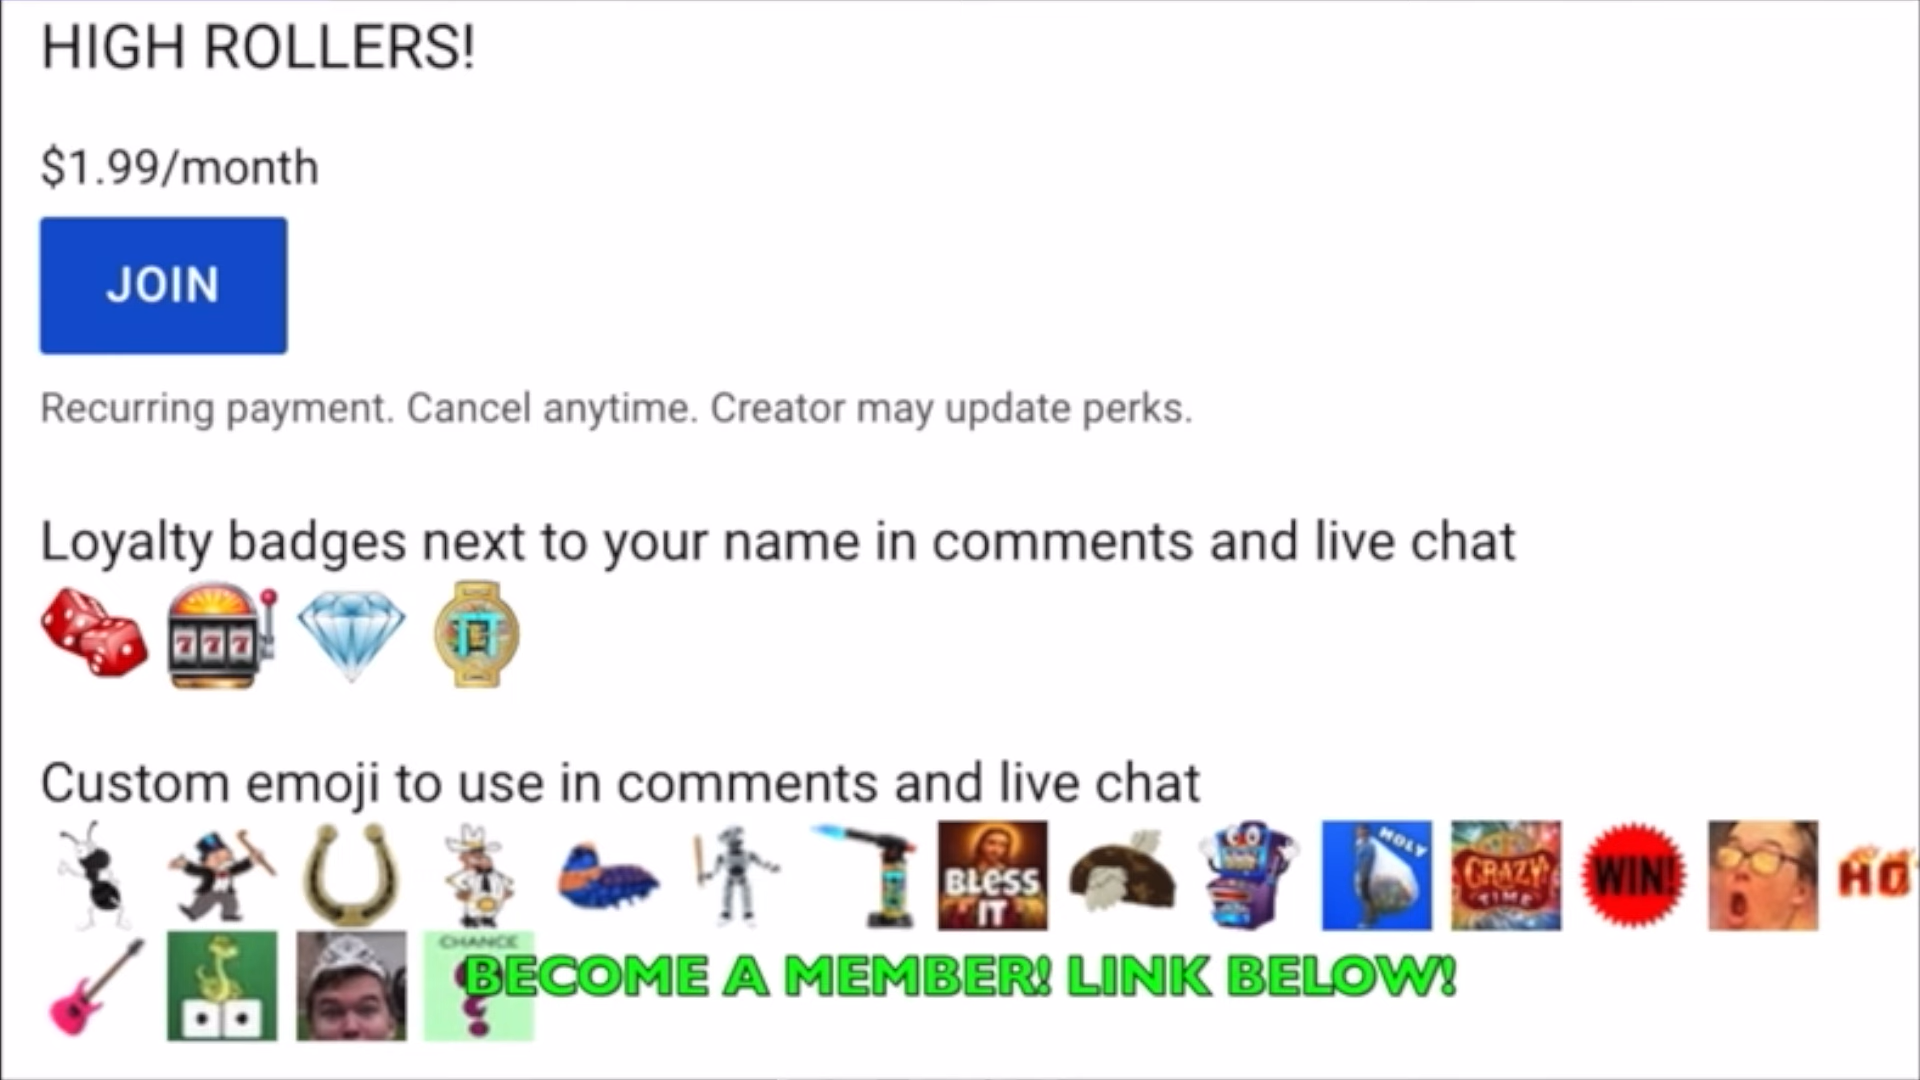 HIGH ROLLERS!
$1.99/month
JOIN
Recurring payment. Cancel anytime. Creator may update perks.
Loyalty badges next to your name in comments and live chat
777
Custom emoji to use in comments and live chat
BLESS
IT
HOLY
CRAZY
TIME
WIN!
HO
CHANCE
BECOME A MEMBER! LINK BELOW!